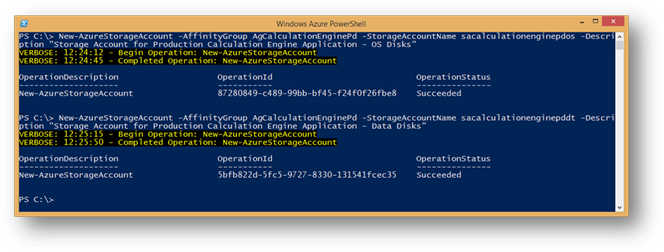 Windows Azure PowerShell
PS C:\> New-AzureStorageAccount -AffinityGroup AgCalculationEnginePd -StorageAccountName sacalculationenginepdos -Descri
ption "Storage Account for Production Calculation Engine Application - OS Disks"
VERBOSE: 12:24:12 - Begin Operation: New-AzureStorageAccount
VERBOSE: 12:24:45 - Completed Operation: New-AzureStorageAccount
OperationDescription OperationId OperationStatus
-------------------- ----------- ---------------
New-AzureStorageAccount 87280849-c489-99bb-bf45-f24f0f26fbe8 Succeeded
PS C:\> New-AzureStorageAccount -AffinityGroup AgCalculationEnginePd -StorageAccountName sacalculationenginepddt -Descri
ption "Storage Account for Production Calculation Engine Application - Data Disks"
VERBOSE: 12:25:15 - Begin Operation: New-AzureStorageAccount
VERBOSE: 12:25:50 - Completed Operation: New-AzureStorageAccount
OperationDescription OperationId OperationStatus
-------------------- ----------- ---------------
New-AzureStorageAccount 5bfb822d-5fc5-9727-8330-131541fcec35 Succeeded
PS C:\>